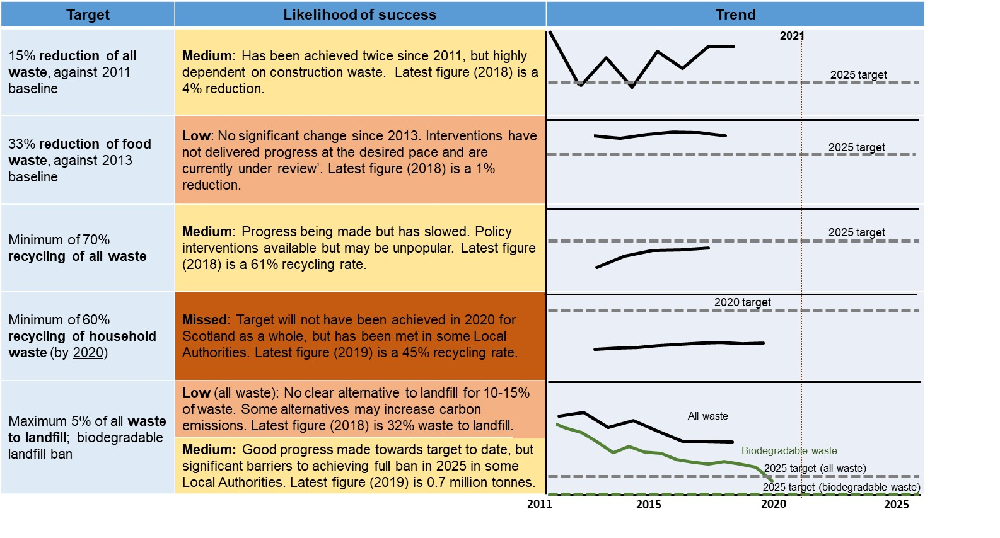 Target
Likelihood of success
Trend
15% reduction of all
waste, against 2011
baseline
Medium: Has been achieved twice since 2011, but highly
dependent on construction waste. Latest figure (2018) is a
4% reduction.
2021
2025 target
33% reduction of food
waste, against 2013
baseline
Low: No significant change since 2013. Interventions have
not delivered progress at the desired pace and are
currently under review’. Latest figure (2018) is a 1%
reduction.
2025 target
Minimum of 70%
recycling of all waste
Medium: Progress being made but has slowed. Policy
interventions available but may be unpopular. Latest figure
(2018) is a 61% recycling rate.
2025 target
Minimum of 60%
recycling of household
waste (by 2020)
Missed: Target will not have been achieved in 2020 for
Scotland as a whole, but has been met in some Local
Authorities. Latest figure (2019) is a 45% recycling rate.
2020 target
Maximum 5% of all waste
to landfill; biodegradable
landfill ban
Low (all waste): No clear alternative to landfill for 10-15%
of waste. Some alternatives may increase carbon
emissions. Latest figure (2018) is 32% waste to landfill.
Medium: Good progress made towards target to date, but
significant barriers to achieving full ban in 2025 in some
Local Authorities. Latest figure (2019) is 0.7 million tonnes.
All waste
Biodegradable waste
2025 target (all waste)
2025 target (biodegradable waste)
2011
2015
2020
2025